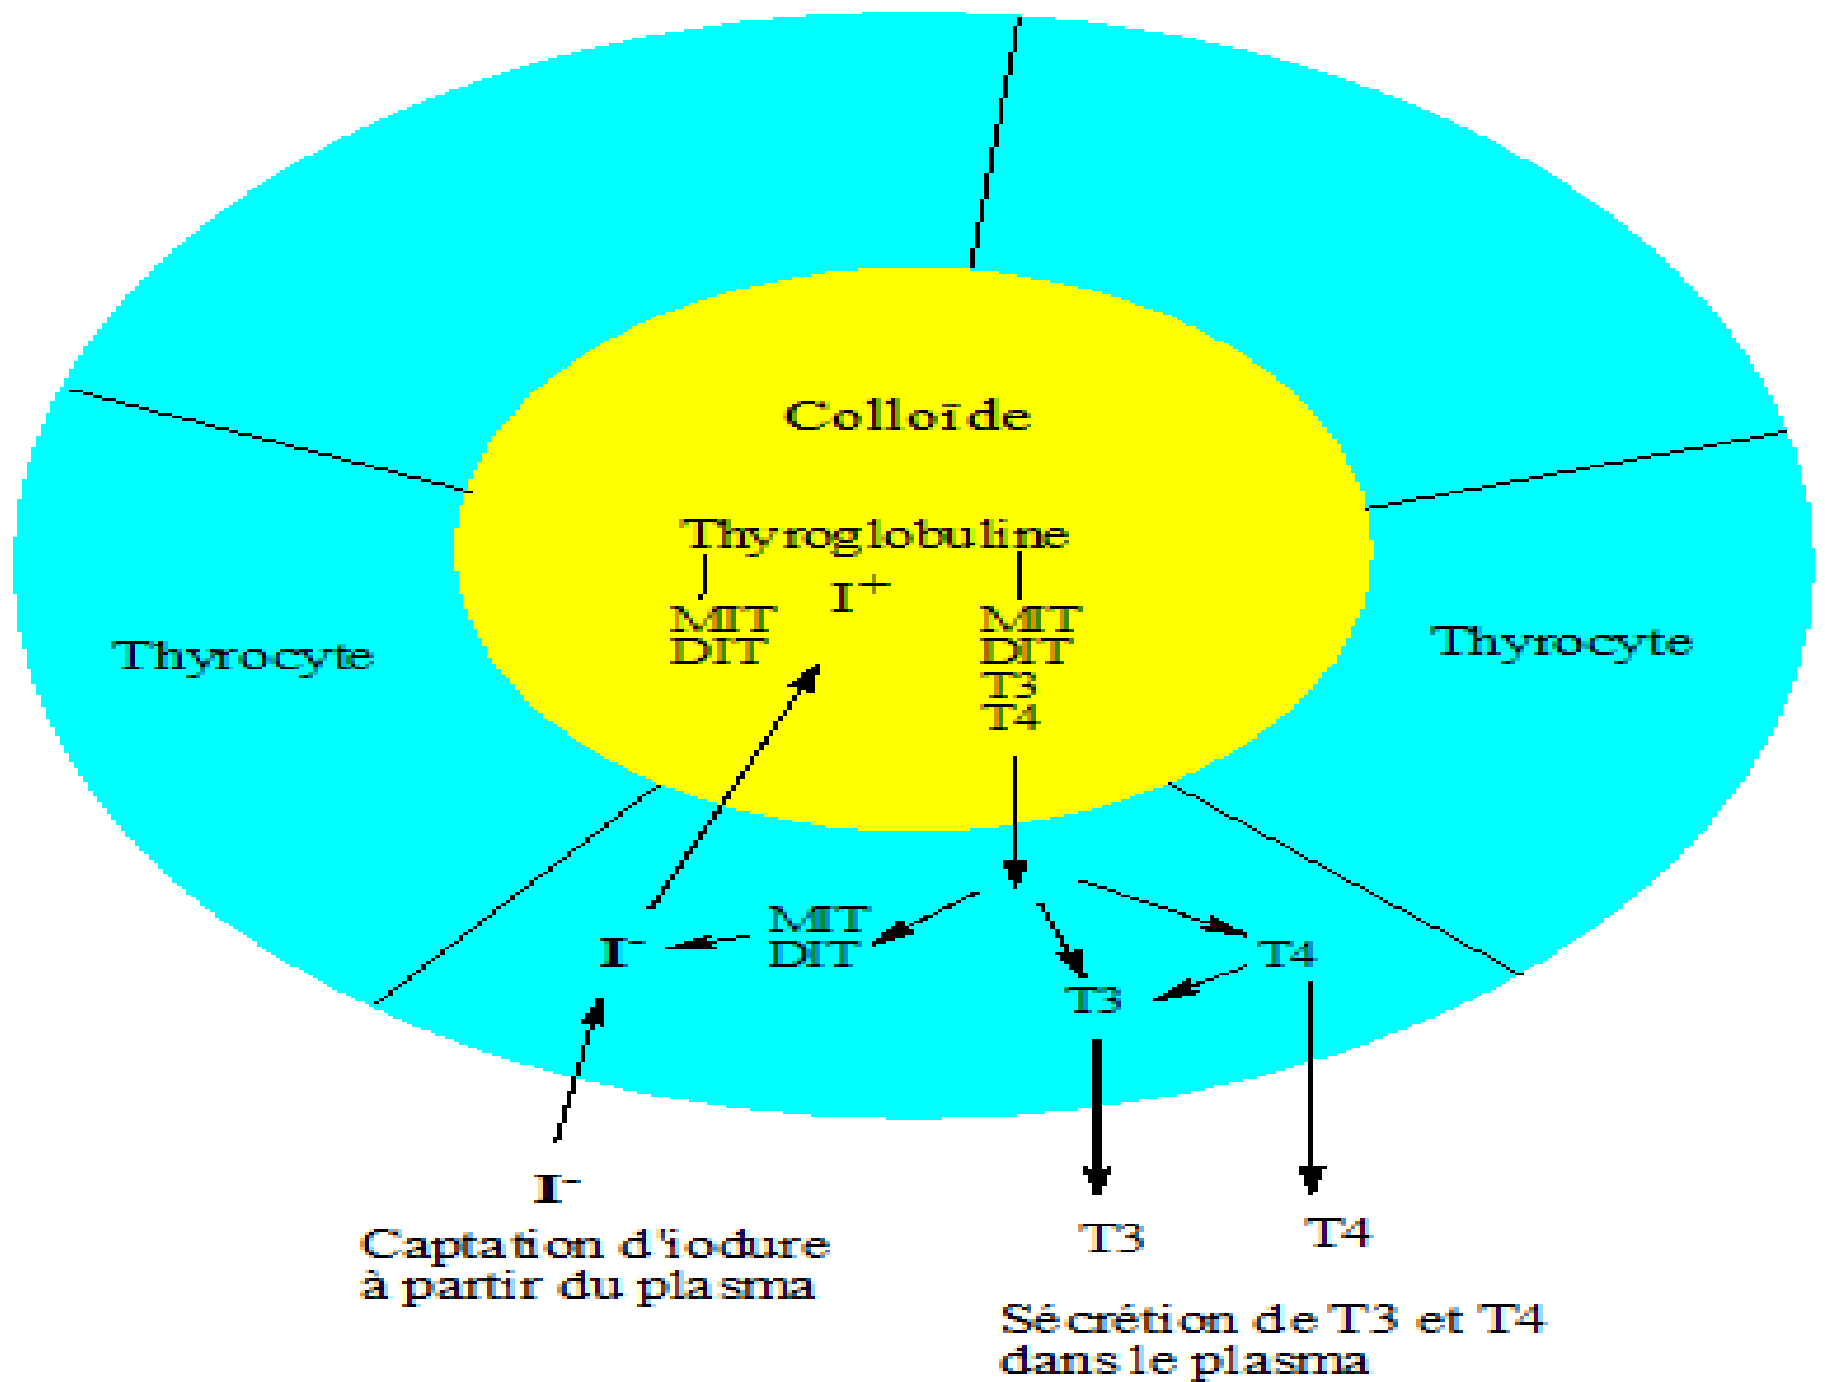 Colloïde
Thyroglobuline
I+
MIT
DIT
MIT
DIT
T3
T4
Thyrocyte
Thyrocyte
MIT
DIT
I-
T4
T3
I-
Captation d'iodure
à partir du plasma
T3
T4
Sécrétion de T3 et T4
dans le plasma